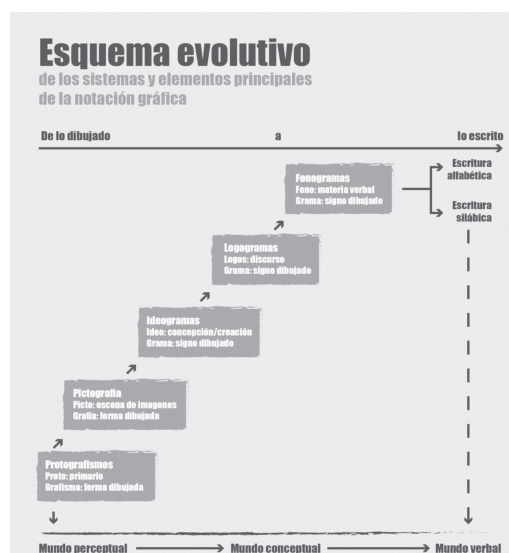 Esquema evolutivo
de los sistemas y elementos principales
de la notación gráfica
De lo dibujado a lo escrito
Fonogramas
Fono: materia verbal
Grama: signo dibujado
Escritura
alfabética
Escritura
silábica
Logogramas
Logos: discurso
Grama: signo dibujado
Ideogramas
Ideo: concepción/creación
Grama: signo dibujado
Pictografía
Picto: escena de imagenes
Grafía: forma dibujada
Protografismos
Proto: primario
Grafismo: forma dibujada
Mundo perceptual Mundo conceptual Mundo verbal